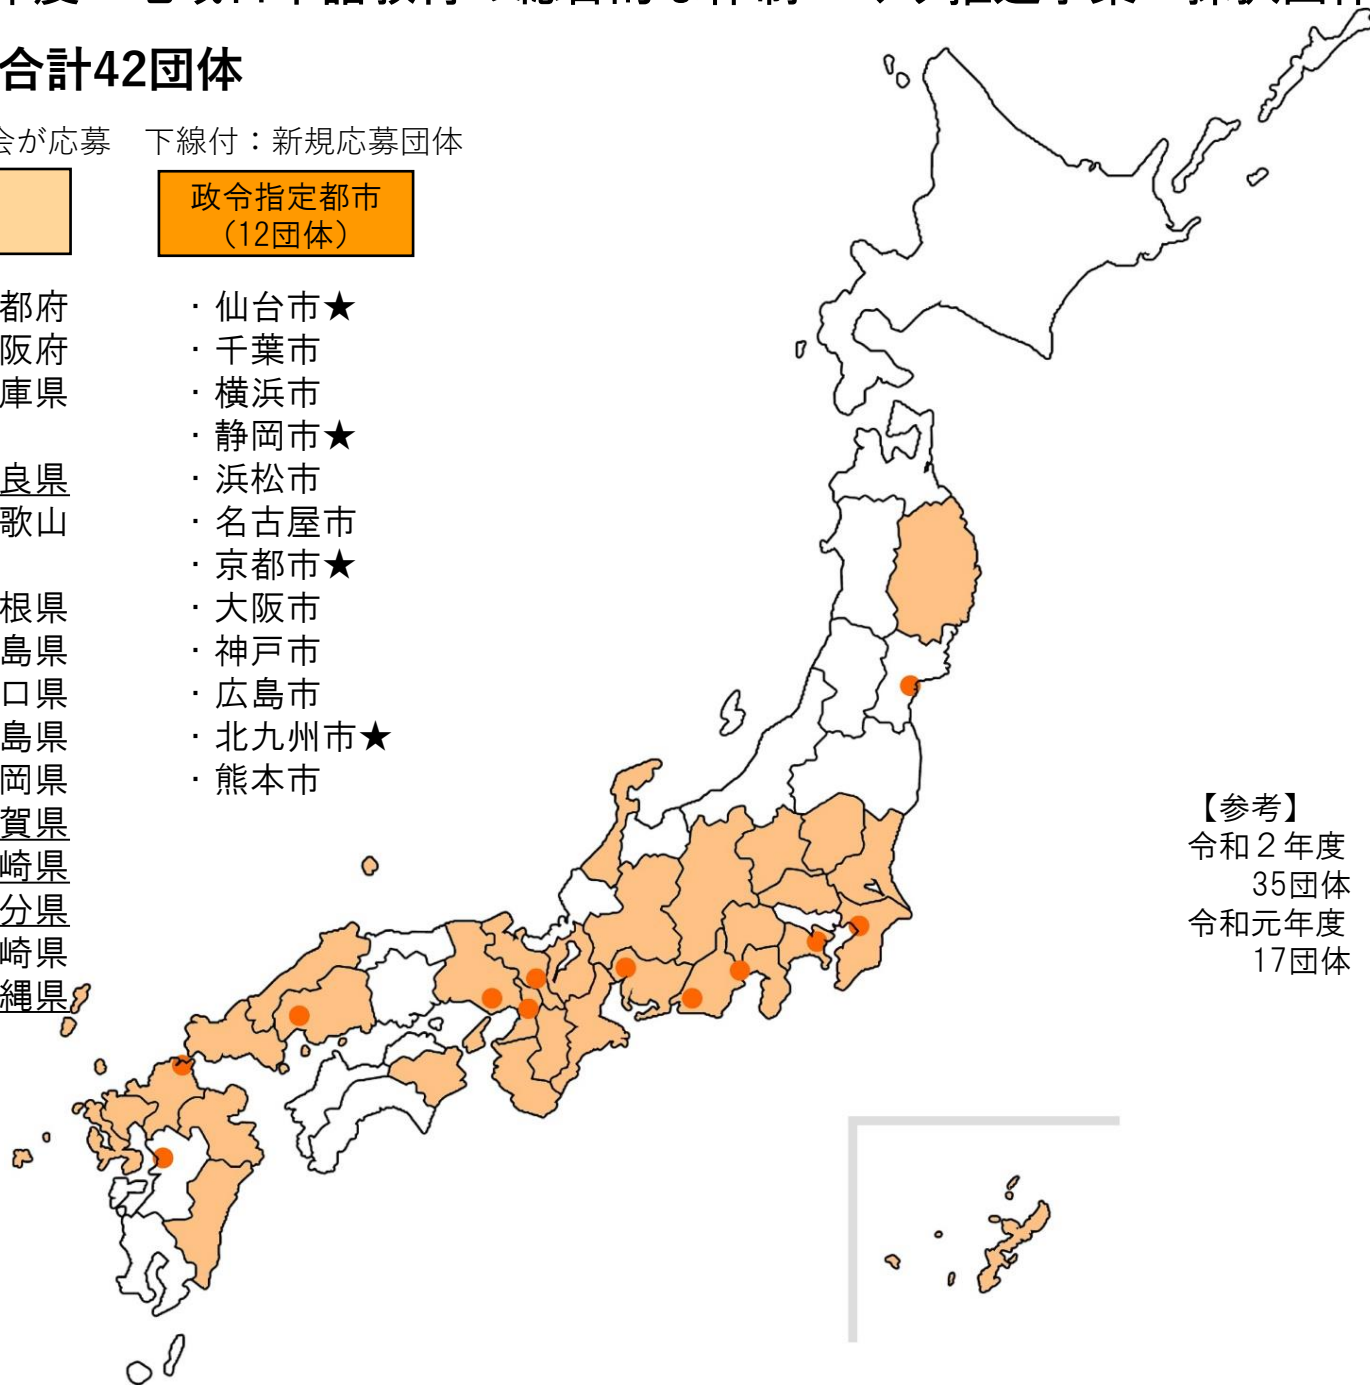 合計42団体
会が応募 下線付：新規応募団体
政令指定都市
（12団体）
都府
阪府
庫県
良県
歌山
根県
島県
口県
島県
岡県
賀県
崎県
分県
崎県
縄県
・仙台市★
・千葉市
・横浜市
・静岡市★
・浜松市
・名古屋市
・京都市★
・大阪市
・神戸市
・広島市
・北九州市★
・熊本市
【参考】
令和２年度
35団体
令和元年度
17団体